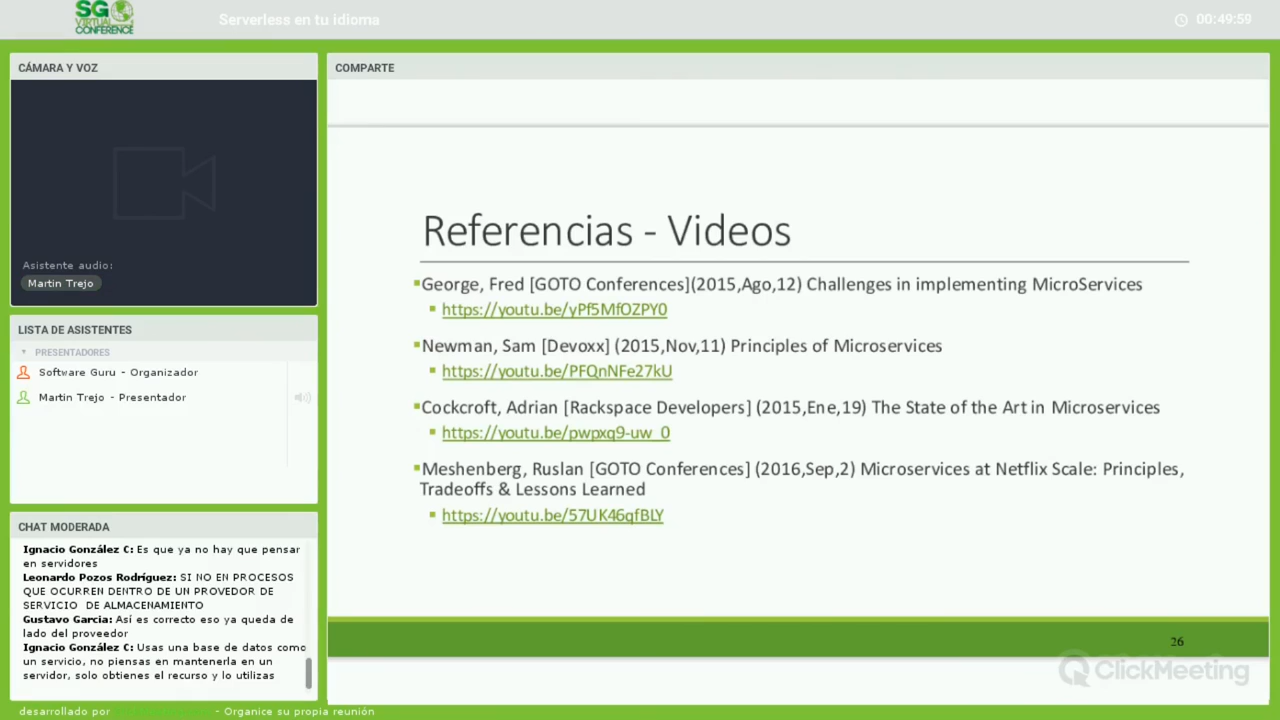 SG
VIRTUAL
CONFERENCE
Serverless en tu idioma
00:49:59
CÁMARA Y VOZ
Asistente audio:
Martin Trejo
LISTA DE ASISTENTES
PRESENTADORES
Software Guru - Organizador
Martin Trejo - Presentador
CHAT MODERADA
Ignacio González C: Es que ya no hay que pensar
en servidores
Leonardo Pozos Rodríguez: SI NO EN PROCESOS
QUE OCURREN DENTRO DE UN PROVEDOR DE
SERVICIO DE ALMACENAMIENTO
Gustavo Garcia: Así es correcto eso ya queda de
lado del proveedor
Ignacio González C: Usas una base de datos como
un servicio, no piensas en mantenerla en un
servidor, solo obtienes el recurso y lo utilizas
desarrollado por
- Organice su propia reunión
COMPARTE
Referencias - Videos
George, Fred [GOTO Conferences](2015,Ago,12) Challenges in implementing MicroServices
https://youtu.be/yPf5MfOZPY0
Newman, Sam [Devoxx] (2015,Nov,11) Principles of Microservices
https://youtu.be/PFQnNFe27kU
Cockcroft, Adrian [Rackspace Developers] (2015,Ene,19) The State of the Art in Microservices
https://youtu.be/pwpxq9-uw_0
Meshenberg, Ruslan [GOTO Conferences] (2016,Sep,2) Microservices at Netflix Scale: Principles,
Tradeoffs & Lessons Learned
https://youtu.be/57UK46qfBLY
26
ClickMeeting